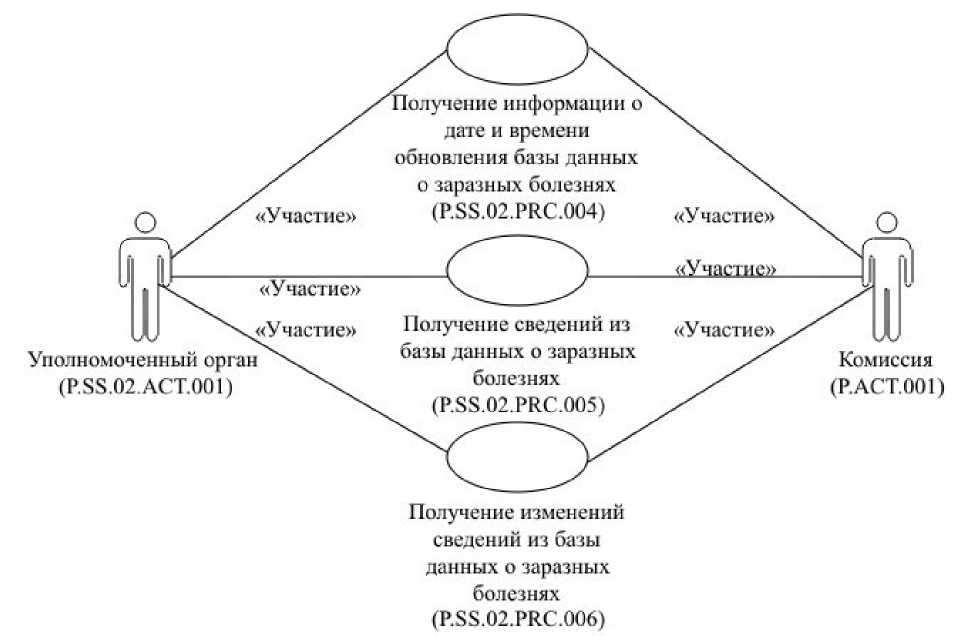 Получение информации о
дате и времени
обновления базы данных
о заразных болезнях
(P.SS.02.PRC.004)
«Участие»
«Участие»
«Участие»
«Участие»
Получение сведений из
базы данных о заразных
болезнях
(P.SS.02.PRC.005)
«Участие»
«Участие»
Уполномоченный орган
(P.SS.02.ACT.001)
Комиссия
(P.ACT.001)
Получение изменений
сведений из базы
данных о заразных
болезнях
(P.SS.02.PRC.006)